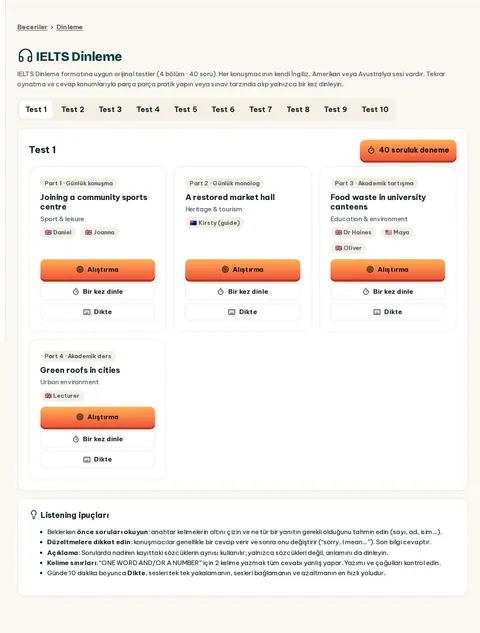 Beceriler › Dinleme
IELTS Dinleme
IELTS Dinleme formatına uygun orijinal testler (4 bölüm · 40 soru). Her konuşmacının kendi İngiliz, Amerikan veya Avustralya sesi vardır. Tekrar
oynatma ve cevap konumlarıyla parça parça pratik yapın veya sınav tarzında alıp yalnızca bir kez dinleyin.
Test 1 Test 2 Test 3 Test 4 Test 5 Test 6 Test 7 Test 8 Test 9 Test 10
Test 1
40 soruluk deneme
Part 1 · Günlük konuşma
Joining a community sports
centre
Sport & leisure
Daniel Joanna
Alıştırma
Bir kez dinle
Dikte
Part 2 · Günlük monolog
A restored market hall
Heritage & tourism
Kirsty (guide)
Alıştırma
Bir kez dinle
Dikte
Part 3 · Akademik tartışma
Food waste in university
canteens
Education & environment
Dr Haines Maya
Oliver
Alıştırma
Bir kez dinle
Dikte
Part 4 · Akademik ders
Green roofs in cities
Urban environment
Lecturer
Alıştırma
Bir kez dinle
Dikte
Listening ipuçları
Beklerken önce soruları okuyun: anahtar kelimelerin altını çizin ve ne tür bir yanıtın gerekli olduğunu tahmin edin (sayı, ad, isim…).
Düzeltmelere dikkat edin: konuşmacılar genellikle bir cevap verir ve sonra onu değiştirir ("sorry, I mean…"). Son bilgi cevaptır.
Açıklama: Sorularda nadiren kayıttaki sözcüklerin aynısı kullanılır; yalnızca sözcükleri değil, anlamını da dinleyin.
Kelime sınırları: "ONE WORD AND/OR A NUMBER" için 2 kelime yazmak tüm cevabı yanlış yapar. Yazımı ve çoğulları kontrol edin.
Günde 10 dakika boyunca Dikte, sesleri tek tek yakalamanın, sesleri bağlamanın ve azaltmanın en hızlı yoludur.